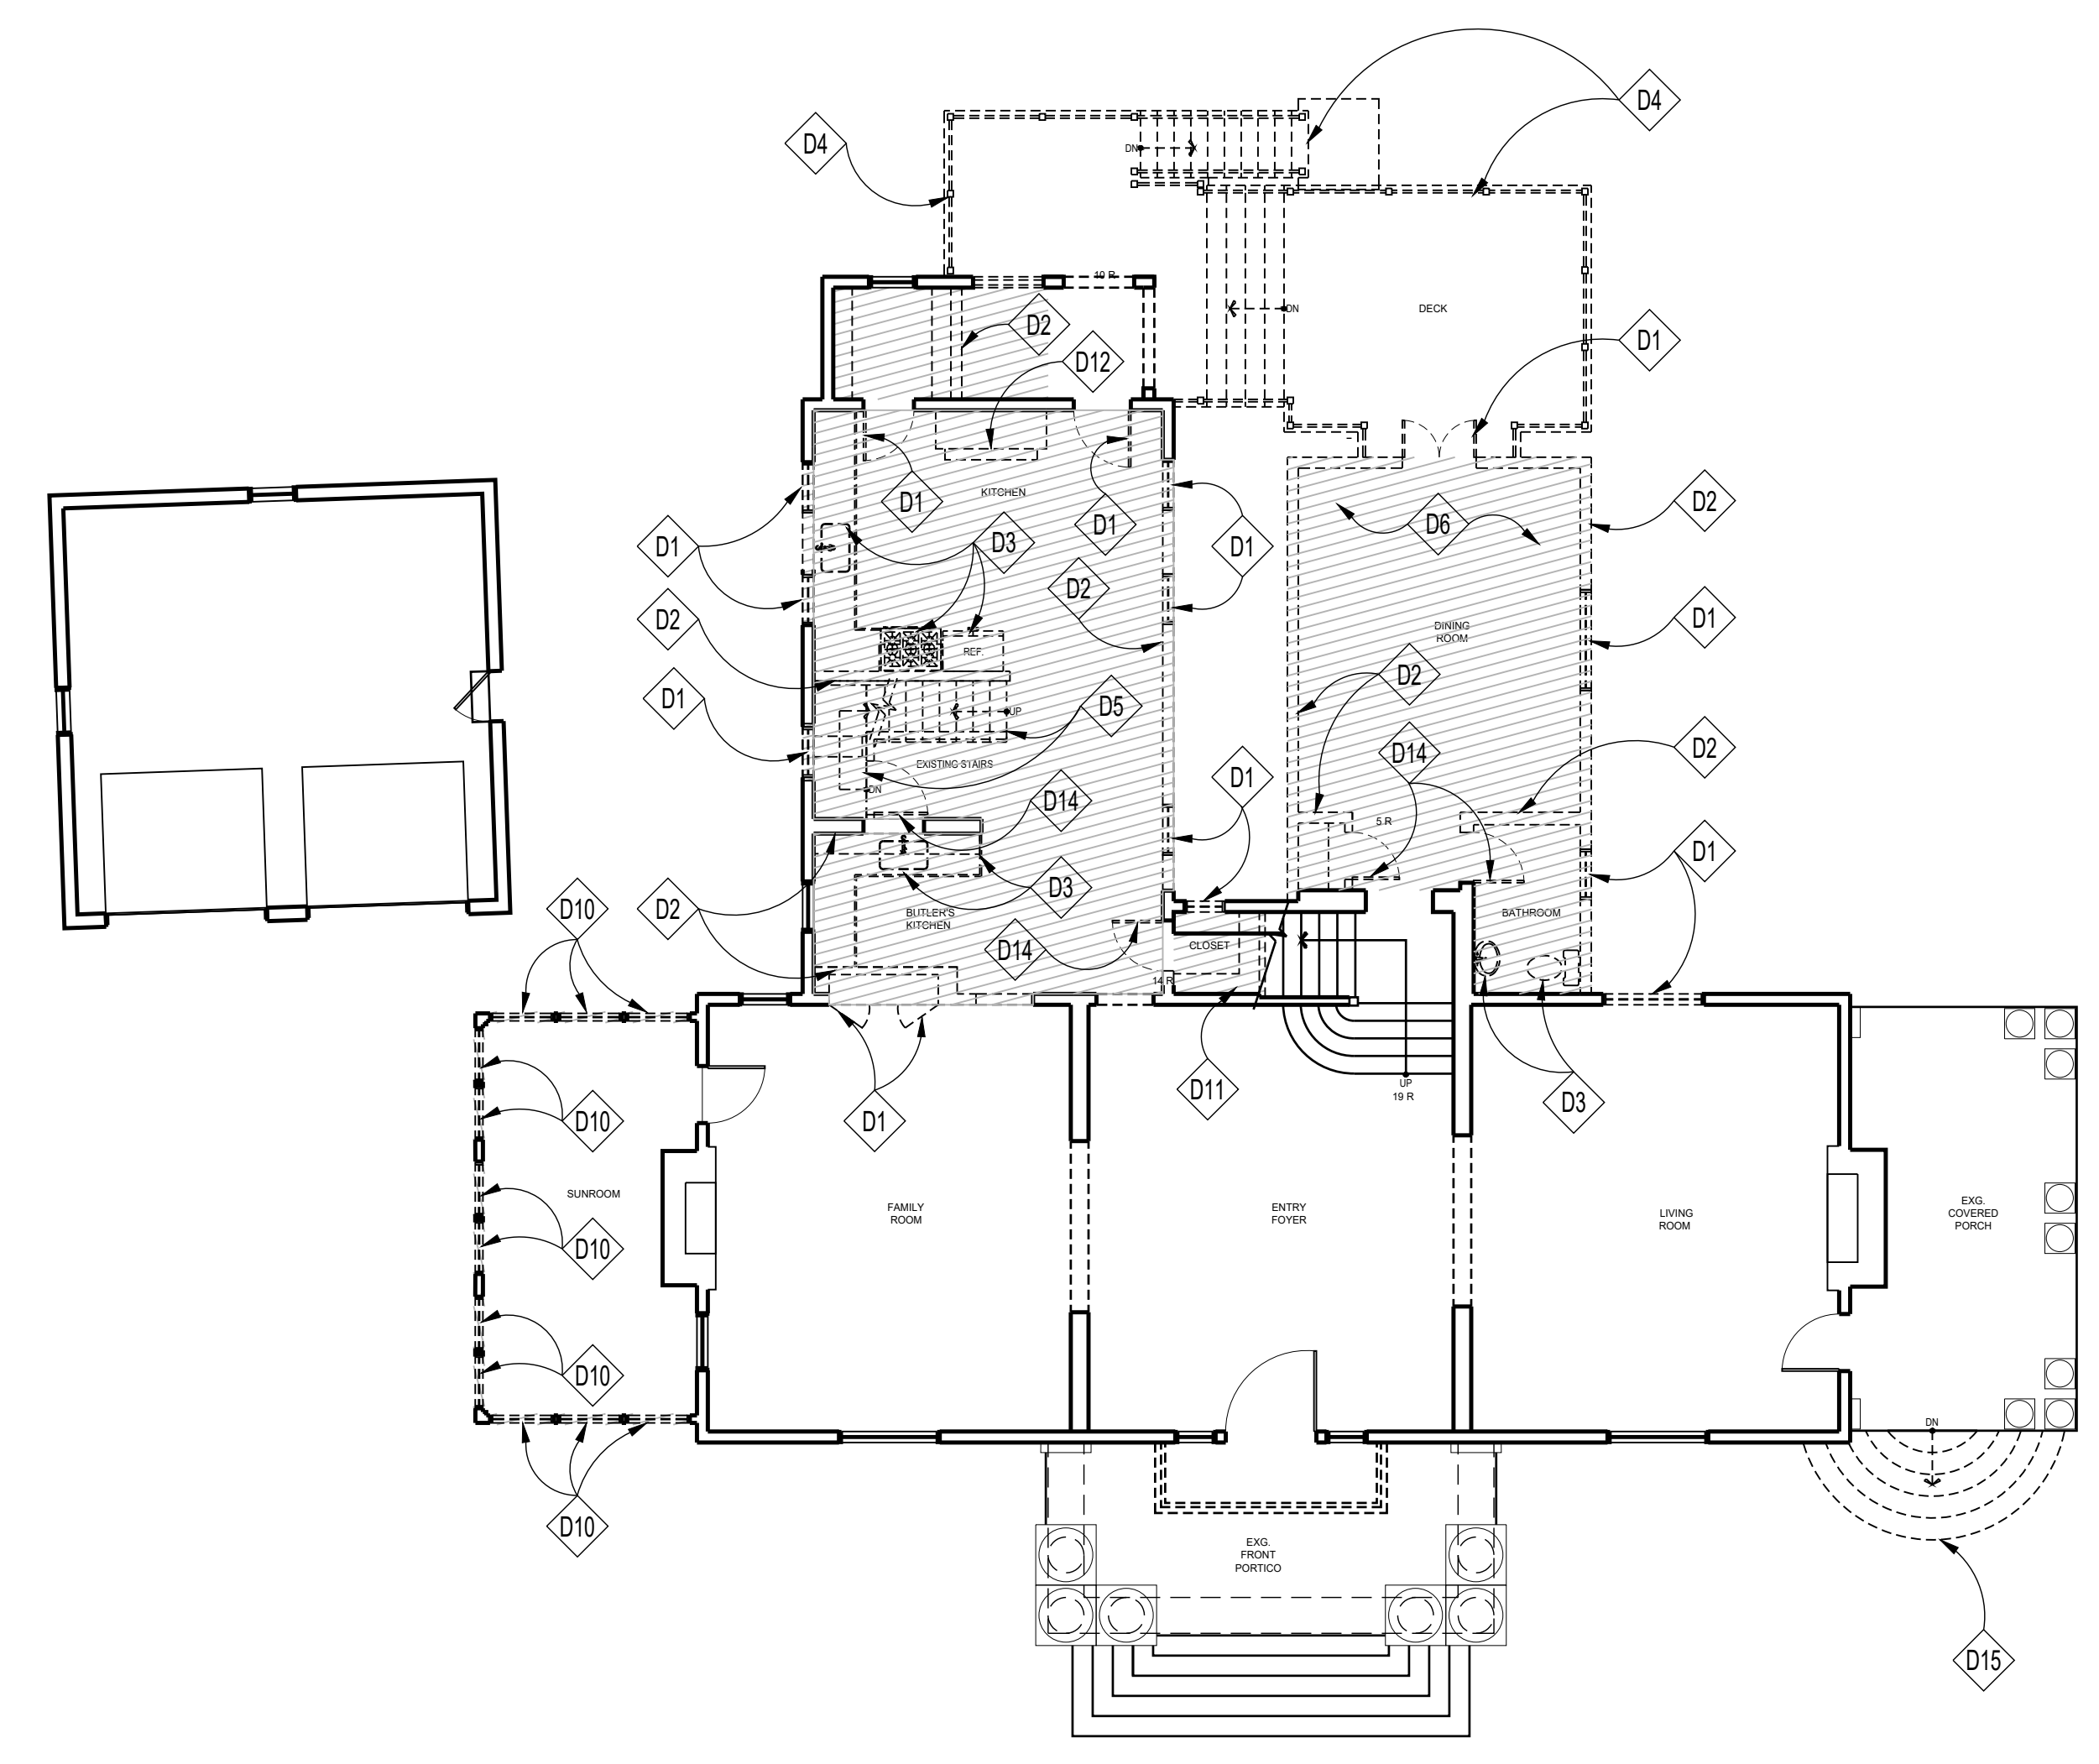 D4
D4
DN
10 R
DN
DECK
D2
D12
D1
D1
KITCHEN
D1
D2
D6
D1
D3
D1
D1
D2
D2
D1
DINING
ROOM
REF.
D2
D1
D5
UP
D14
D2
EXISTING STAIRS
D1
DN
D14
5 R
D1
D3
D10
D2
BUTLER'S
KITCHEN
BATHROOM
D14
CLOSET
14 R
D11
UP
19 R
D3
D10
D1
SUNROOM
FAMILY
ROOM
ENTRY
FOYER
LIVING
ROOM
EXG.
COVERED
PORCH
D10
D10
DN
D10
EXG.
FRONT
PORTICO
D15